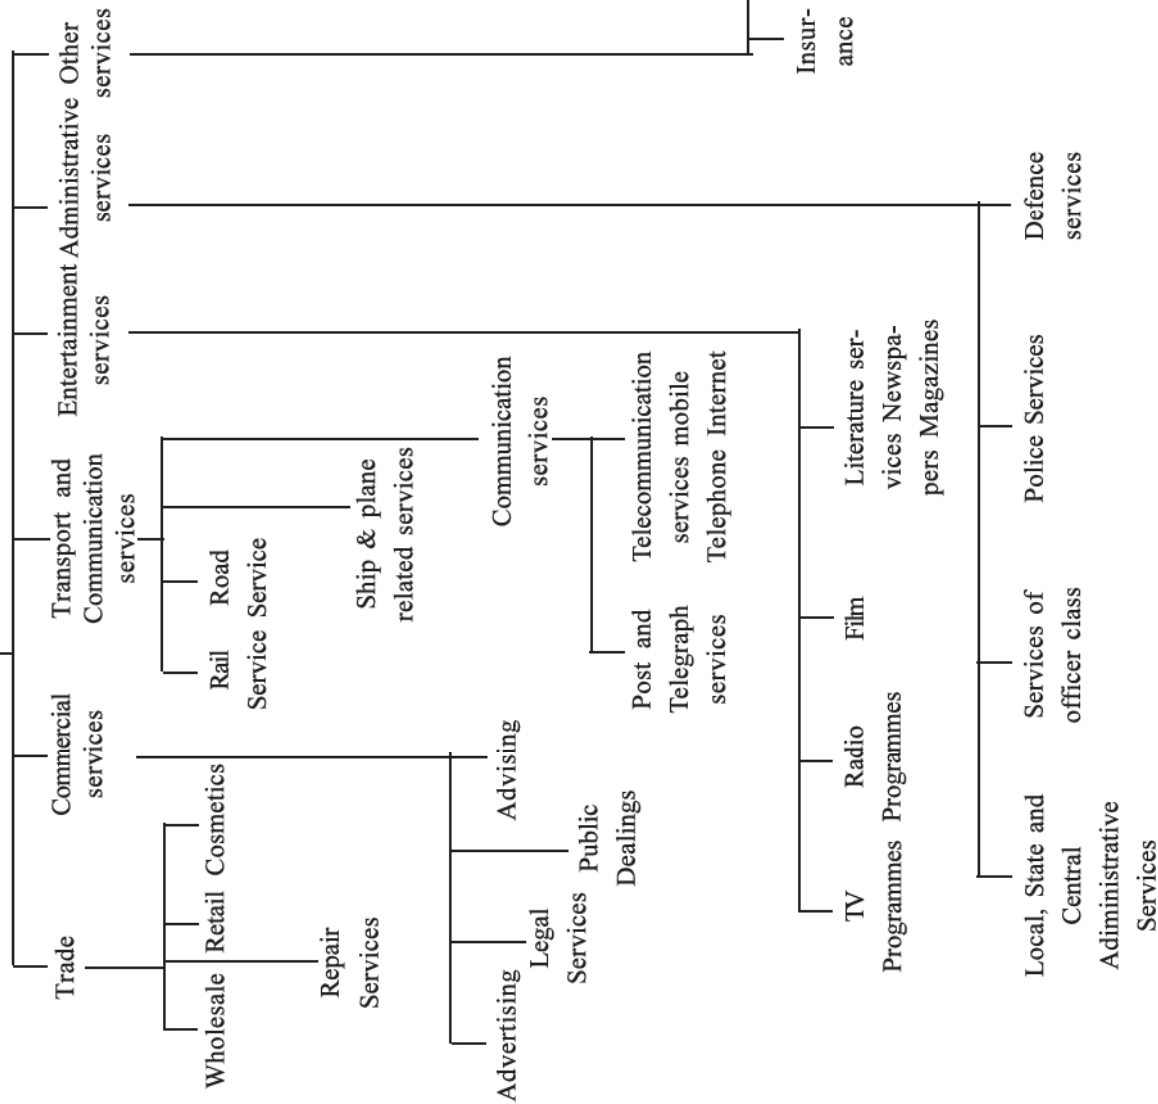 Trade
Commercial
services
Transport and
Communication
services
Entertainment
services
Administrative
services
Other
services
Wholesale
Retail
Cosmetics
Repair
Services
Rail
Service
Road
Service
Ship & plane
related services
Communication
services
Advertising
Legal
Services
Public
Dealings
Advising
Post and
Telegraph
services
Telecommunication
services mobile
Telephone Internet
Insur-
ance
TV
Programmes
Radio
Programmes
Film
Literature ser-
vices Newspa-
pers Magazines
Local, State and
Central
Adiministrative
Services
Services of
officer class
Police Services
Defence
services